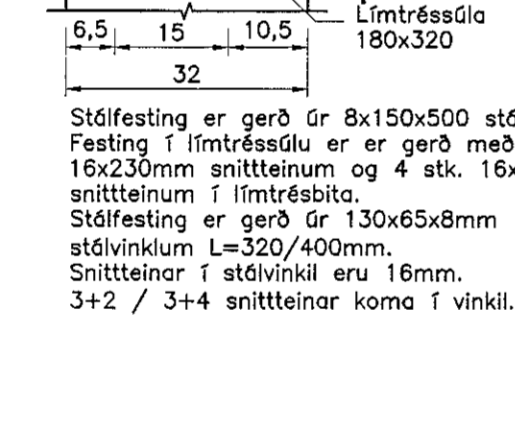 Límtréssúla
180x320
6,5 15 10,5
32
Stálfesting er gerð úr 8x150x500
Festing í límtréssúlu er er gerð með
16x230mm snittteinum og 4 stk.
snittteinum í límtrésbita.
Stálfesting er gerð úr 130x65x8mm
stálvinklum L=320/400mm.
Snittteinar í stálvinkil eru 16mm.
3+2 / 3+4 snittteinar koma í vinkil.